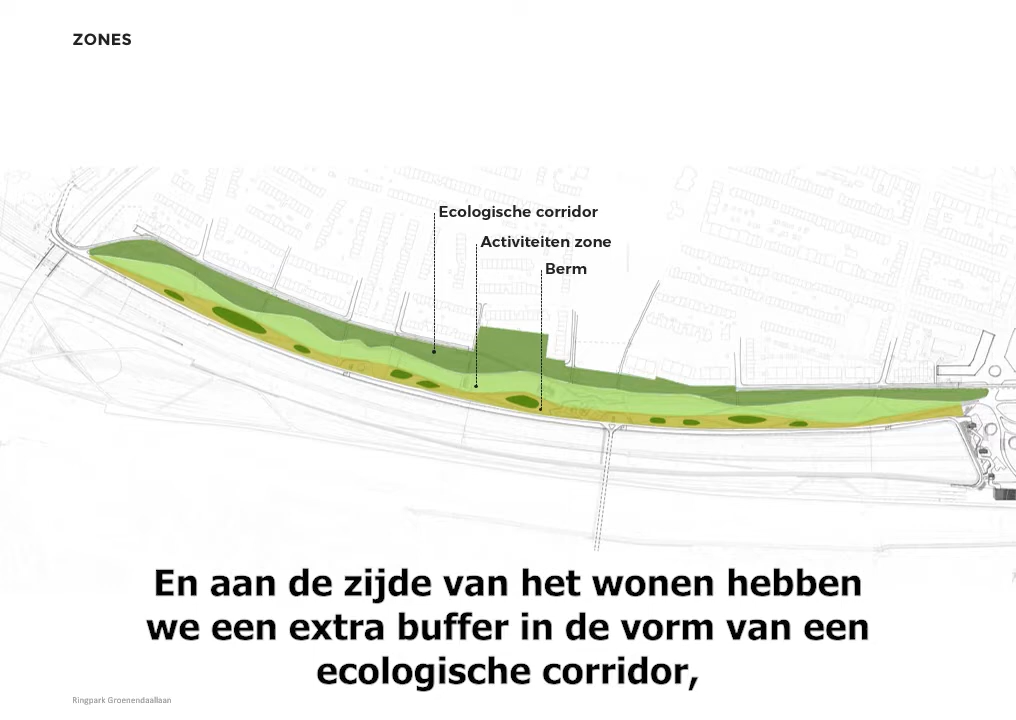 ZONES
Ecologische corridor
Activiteiten zone
Berm
En aan de zijde van het wonen hebben
we een extra buffer in de vorm van een
ecologische corridor,
Ringpark Groenendaallaan